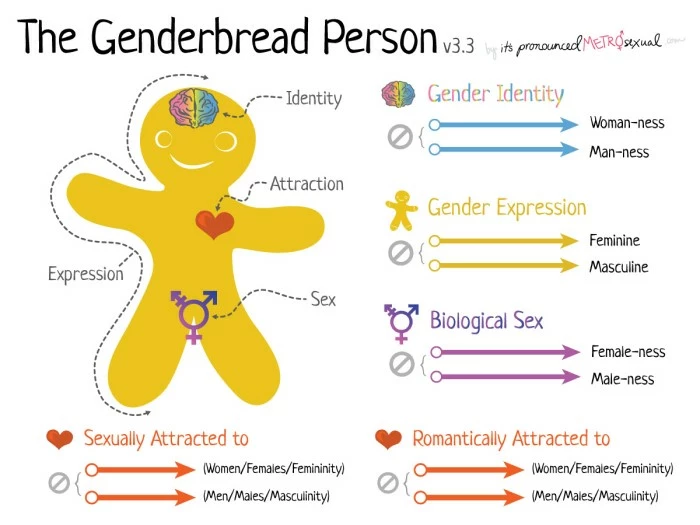 The Genderbread Person v3.3 by it's pronounced METROsexual .com
Identity
Attraction
Expression
Sex
Gender Identity
Woman-ness
Man-ness
Gender Expression
Feminine
Masculine
Biological Sex
Female-ness
Male-ness
Sexually Attracted to
(Women/Females/Femininity)
(Men/Males/Masculinity)
Romantically Attracted to
(Women/Females/Femininity)
(Men/Males/Masculinity)